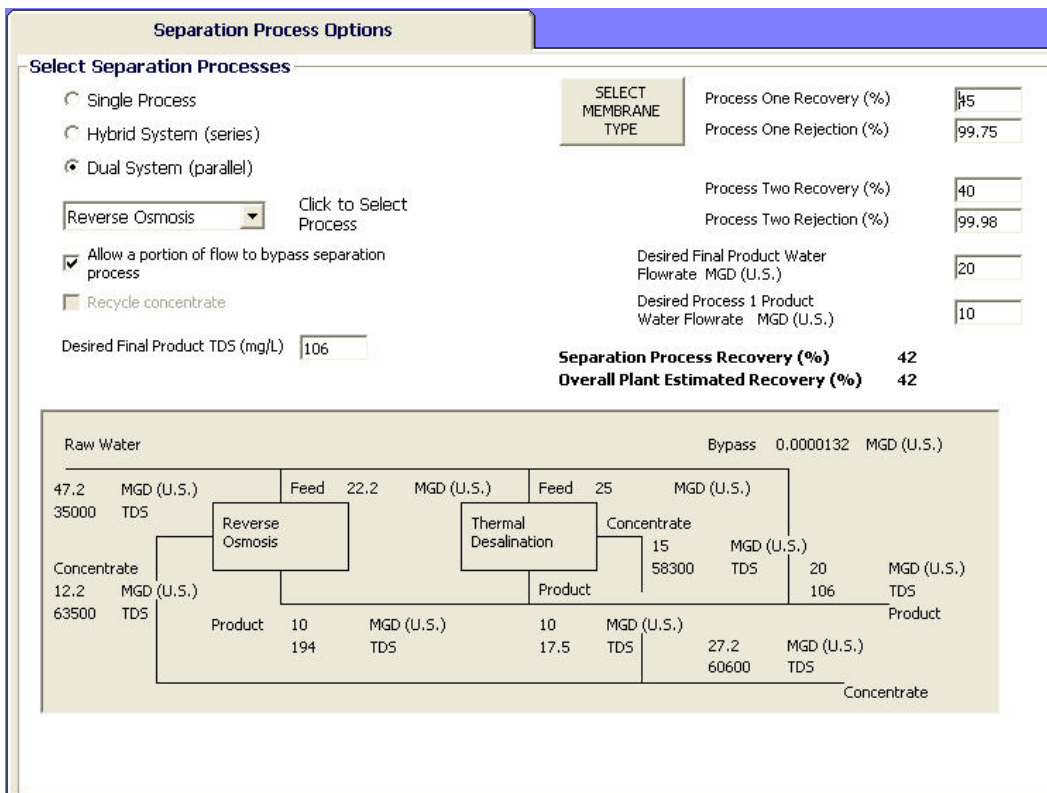 Separation Process Options
Select Separation Processes
Single Process
Hybrid System (series)
Dual System (parallel)
Reverse Osmosis
Click to Select
Process
Allow a portion of flow to bypass separation
process
Recycle concentrate
Desired Final Product TDS (mg/L) 106
SELECT
MEMBRANE
TYPE
Process One Recovery (%) 45
Process One Rejection (%) 99.75
Process Two Recovery (%) 40
Process Two Rejection (%) 99.98
Desired Final Product Water
Flowrate MGD (U.S.) 20
Desired Process 1 Product
Water Flowrate MGD (U.S.) 10
Separation Process Recovery (%) 42
Overall Plant Estimated Recovery (%) 42
Raw Water
Bypass 0.0000132 MGD (U.S.)
47.2 MGD (U.S.)
35000 TDS
Feed 22.2 MGD (U.S.)
Feed 25 MGD (U.S.)
Reverse
Osmosis
Thermal
Desalination
Concentrate
15 MGD (U.S.)
58300 TDS
Concentrate
12.2 MGD (U.S.)
63500 TDS
20 MGD (U.S.)
106 TDS
Product
Product
Product 10 MGD (U.S.)
194 TDS
10 MGD (U.S.)
17.5 TDS
27.2 MGD (U.S.)
60600 TDS
Concentrate